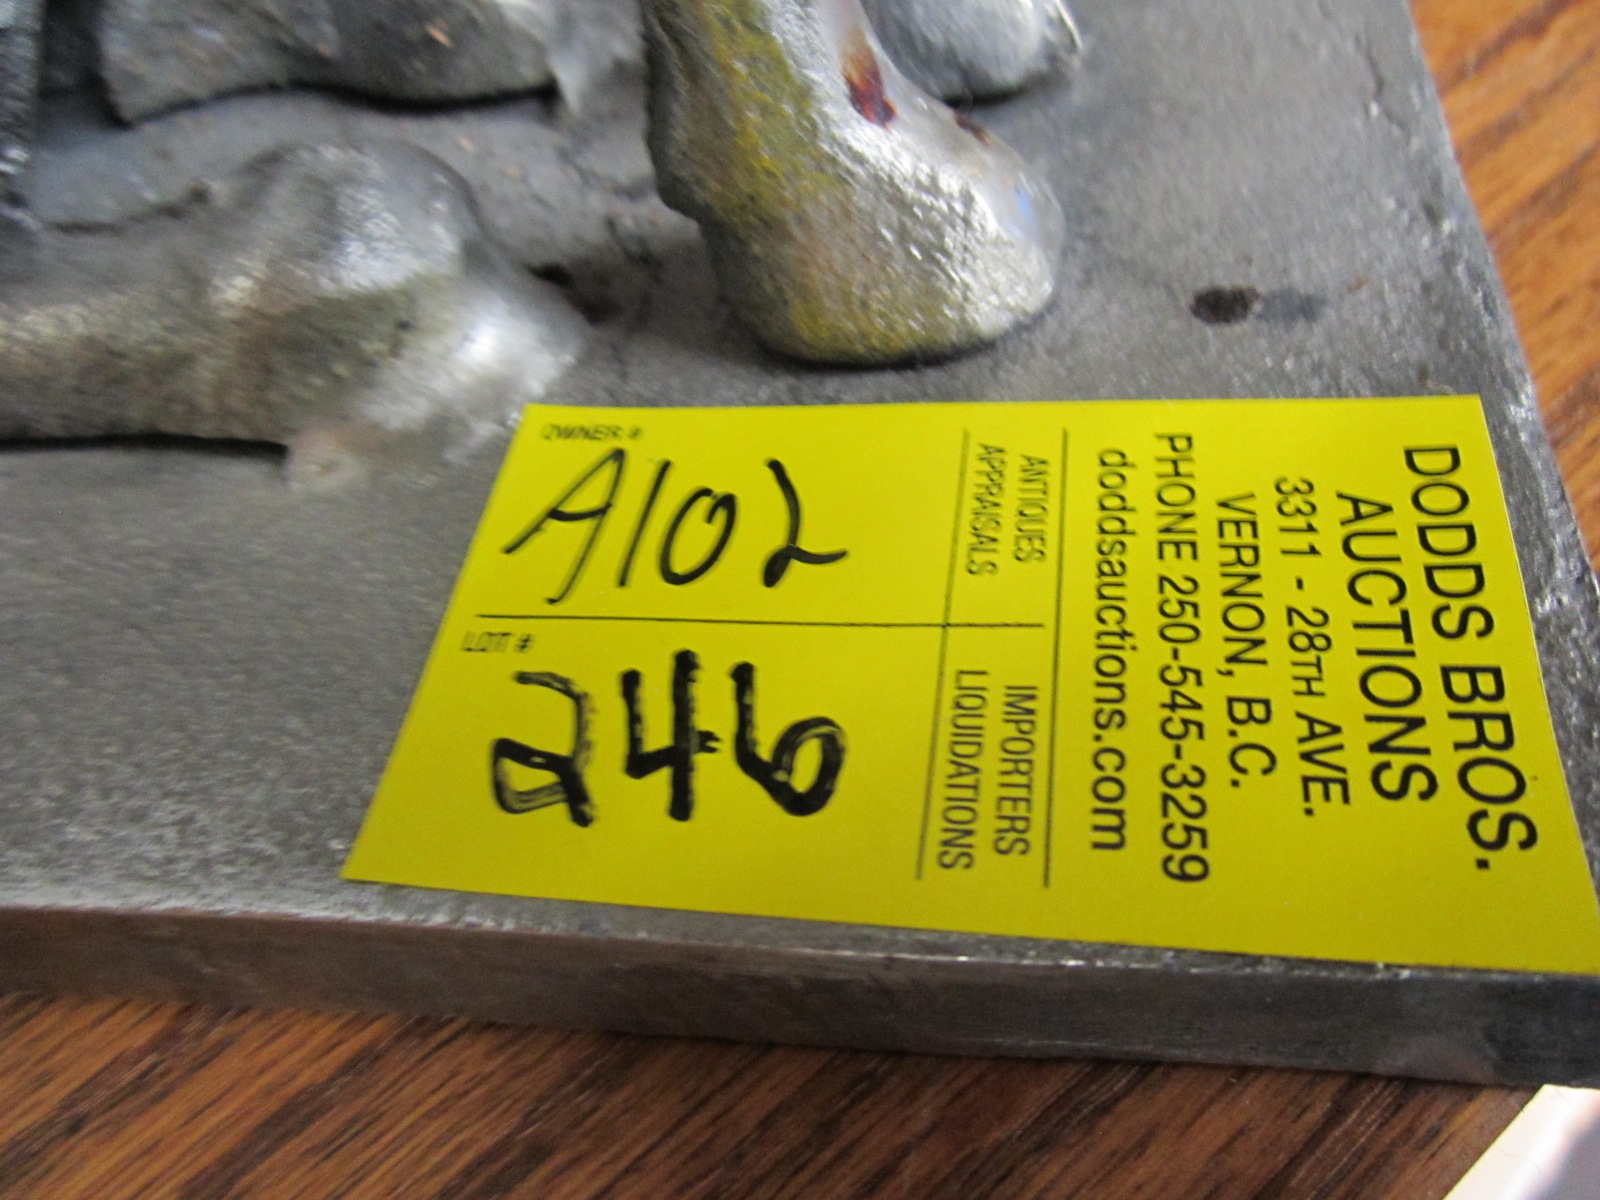 DODDS BROS.
AUCTIONS
3311 - 28TH AVE.
VERNON, B.C.
PHONE 250-545-3259
doddsauctions.com
ANTIQUES
APPRAISALS
IMPORTERS
LIQUIDATIONS
OWNER #
A102
LOT #
246